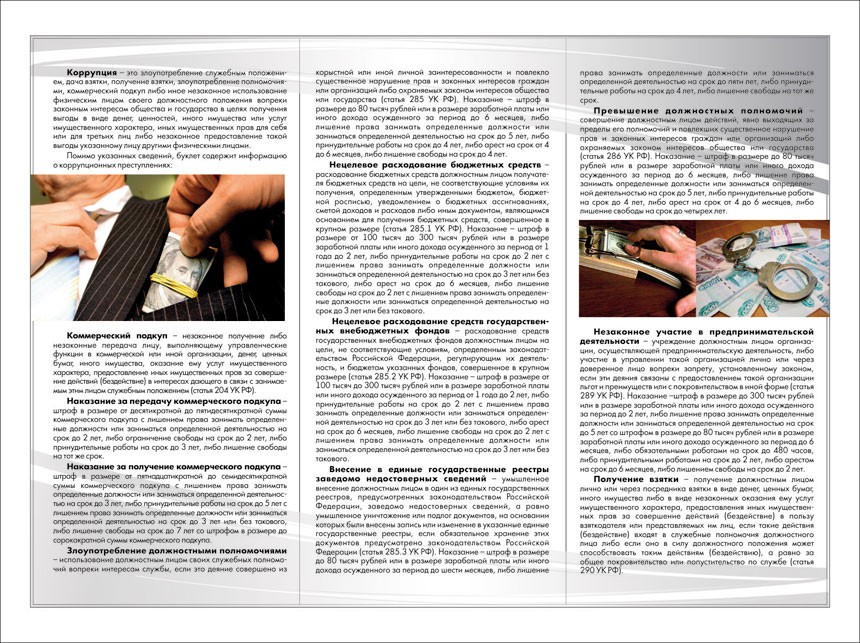 Коррупция – это злоупотребление служебным положени-
ем, дача взятки, получение взятки, злоупотребление полномочия-
ми, коммерческий подкуп либо иное незаконное использование
физическим лицом своего должностного положения вопреки
законным интересам общества и государства в целях получения
выгоды в виде денег, ценностей, иного имущества или услуг
имущественного характера, иных имущественных прав для себя
или для третьих лиц либо незаконное предоставление такой
выгоды указанному лицу другими физическими лицами.
Помимо указанных сведений, буклет содержит информацию
о коррупционных преступлениях:
Коммерческий подкуп – незаконное получение либо
незаконные передача лицу, выполняющему управленческие
функции в коммерческой или иной организации, денег, ценных
бумаг, иного имущества, оказание ему услуг имущественного
характера, предоставление иных имущественных прав за соверше-
ние действий (бездействие) в интересах дающего в связи с занимае-
мым этим лицом служебным положением (статья 204 УК РФ).
Наказание за передачу коммерческого подкупа –
штраф в размере от десятикратной до пятидесятикратной суммы
коммерческого подкупа с лишением права занимать определен-
ные должности или заниматься определенной деятельностью на
срок до 2 лет, либо ограничение свободы на срок до 2 лет, либо
принудительные работы на срок до 3 лет, либо лишение свободы
на тот же срок.
Наказание за получение коммерческого подкупа –
штраф в размере от пятнадцатикратной до семидесятикратной
суммы коммерческого подкупа с лишением права занимать
определенные должности или заниматься определенной деятельнос-
тью на срок до 3 лет, либо принудительные работы на срок до 5 лет с
лишением права занимать определенные должности или заниматься
определенной деятельностью на срок до 3 лет или без такового,
либо лишение свободы на срок до 7 лет со штрафом в размере до
сорокакратной суммы коммерческого подкупа.
Злоупотребление должностными полномочиями
– использование должностным лицом своих служебных полномо-
чий вопреки интересам службы, если это деяние совершено из
корыстной или иной личной заинтересованности и повлекло
существенное нарушение прав и законных интересов граждан
или организаций либо охраняемых законом интересов общества
или государства (статья 285 УК РФ). Наказание – штраф в
размере до 80 тысяч рублей или в размере заработной платы или
иного дохода осужденного за период до 6 месяцев, либо
лишение права занимать определенные должности или
заниматься определенной деятельностью на срок до 5 лет, либо
принудительные работы на срок до 4 лет, либо арест на срок от 4
до 6 месяцев, либо лишение свободы на срок до 4 лет.
Нецелевое расходование бюджетных средств –
расходование бюджетных средств должностным лицом получате-
ля бюджетных средств на цели, не соответствующие условиям их
получения, определенным утвержденными бюджетом, бюджет-
ной росписью, уведомлением о бюджетных ассигнованиях,
сметой доходов и расходов либо иным документом, являющимся
основанием для получения бюджетных средств, совершенное в
крупном размере (статья 285.1 УК РФ). Наказание – штраф в
размере от 100 тысяч до 300 тысяч рублей или в размере
заработной платы или иного дохода осужденного за период от 1
года до 2 лет, либо принудительные работы на срок до 2 лет с
лишением права занимать определенные должности или
заниматься определенной деятельностью на срок до 3 лет или без
такового, либо арест на срок до 6 месяцев, либо лишение
свободы на срок до 2 лет с лишением права занимать определен-
ные должности или заниматься определенной деятельностью на
срок до 3 лет или без такового.
Нецелевое расходование средств государствен-
ных внебюджетных фондов – расходование средств
государственных внебюджетных фондов должностным лицом на
цели, не соответствующие условиям, определенным законодат-
ельством Российской Федерации, регулирующим их деятель-
ность, и бюджетам указанных фондов, совершенное в крупном
размере (статья 285.2 УК РФ). Наказание – штраф в размере от
100 тысяч до 300 тысяч рублей или в размере заработной платы
или иного дохода осужденного за период от 1 года до 2 лет, либо
принудительные работы на срок до 2 лет с лишением права
занимать определенные должности или заниматься определен-
ной деятельностью на срок до 3 лет или без такового, либо арест
на срок до 6 месяцев, либо лишение свободы на срок до 2 лет с
лишением права занимать определенные должности или
заниматься определенной деятельностью на срок до 3 лет или без
такового.
Внесение в единые государственные реестры
заведомо недостоверных сведений – умышленное
внесение должностным лицом в один из единых государственных
реестров, предусмотренных законодательством Российской
Федерации, заведомо недостоверных сведений, а равно
умышленное уничтожение или подлог документов, на основании
которых были внесены запись или изменение в указанные единые
государственные реестры, если обязательное хранение этих
документов предусмотрено законодательством Российской
Федерации (статья 285.3 УК РФ). Наказание – штраф в размере
до 80 тысяч рублей или в размере заработной платы или иного
дохода осужденного за период до шести месяцев, либо лишение
права занимать определенные должности или заниматься
определенной деятельностью на срок до пяти лет, либо принуди-
тельные работы на срок до 4 лет, либо лишение свободы на тот же
срок.
Превышение должностных полномочий –
совершение должностным лицом действий, явно выходящих за
пределы его полномочий и повлекших существенное нарушение
прав и законных интересов граждан или организаций либо
охраняемых законом интересов общества или государства
(статья 286 УК РФ). Наказание – штраф в размере до 80 тысяч
рублей или в размере заработной платы или иного дохода
осужденного за период до 6 месяцев, либо лишение права
занимать определенные должности или заниматься определен-
ной деятельностью на срок до 5 лет, либо принудительные работы
на срок до 4 лет, либо арест на срок от 4 до 6 месяцев, либо
лишение свободы на срок до четырех лет.
Незаконное участие в предпринимательской
деятельности – учреждение должностным лицом организа-
ции, осуществляющей предпринимательскую деятельность, либо
участие в управлении такой организацией лично или через
доверенное лицо вопреки запрету, установленному законом,
если эти деяния связаны с предоставлением такой организации
льгот и преимуществ или с покровительством в иной форме (статья
289 УК РФ). Наказание –штраф в размере до 300 тысяч рублей
или в размере заработной платы или иного дохода осужденного
за период до 2 лет, либо лишение права занимать определенные
должности или заниматься определенной деятельностью на срок
до 5 лет со штрафом в размере до 80 тысяч рублей или в размере
заработной платы или иного дохода осужденного за период до 6
месяцев, либо обязательными работами на срок до 480 часов,
либо принудительными работами на срок до 2 лет, либо арестом
на срок до 6 месяцев, либо лишением свободы на срок до 2 лет.
Получение взятки – получение должностным лицом
лично или через посредника взятки в виде денег, ценных бумаг,
иного имущества либо в виде незаконных оказания ему услуг
имущественного характера, предоставления иных имуществен-
ных прав за совершение действий (бездействие) в пользу
взяткодателя или представляемых им лиц, если такие действия
(бездействие) входят в служебные полномочия должностного
лица либо если оно в силу должностного положения может
способствовать таким действиям (бездействию), а равно за
общее покровительство или попустительство по службе (статья
290 УК РФ).